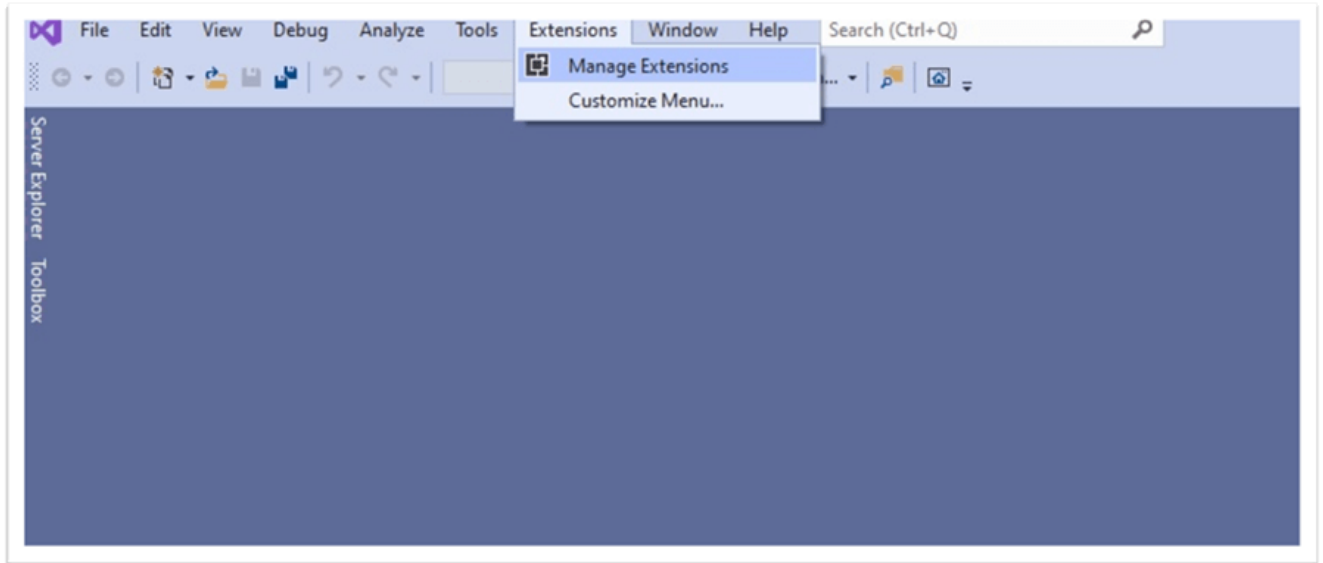 File Edit View Debug Analyze Tools Extensions Window Help Search (Ctrl+Q)
Manage Extensions
... 
Customize Menu...
Server Explorer
Toolbox